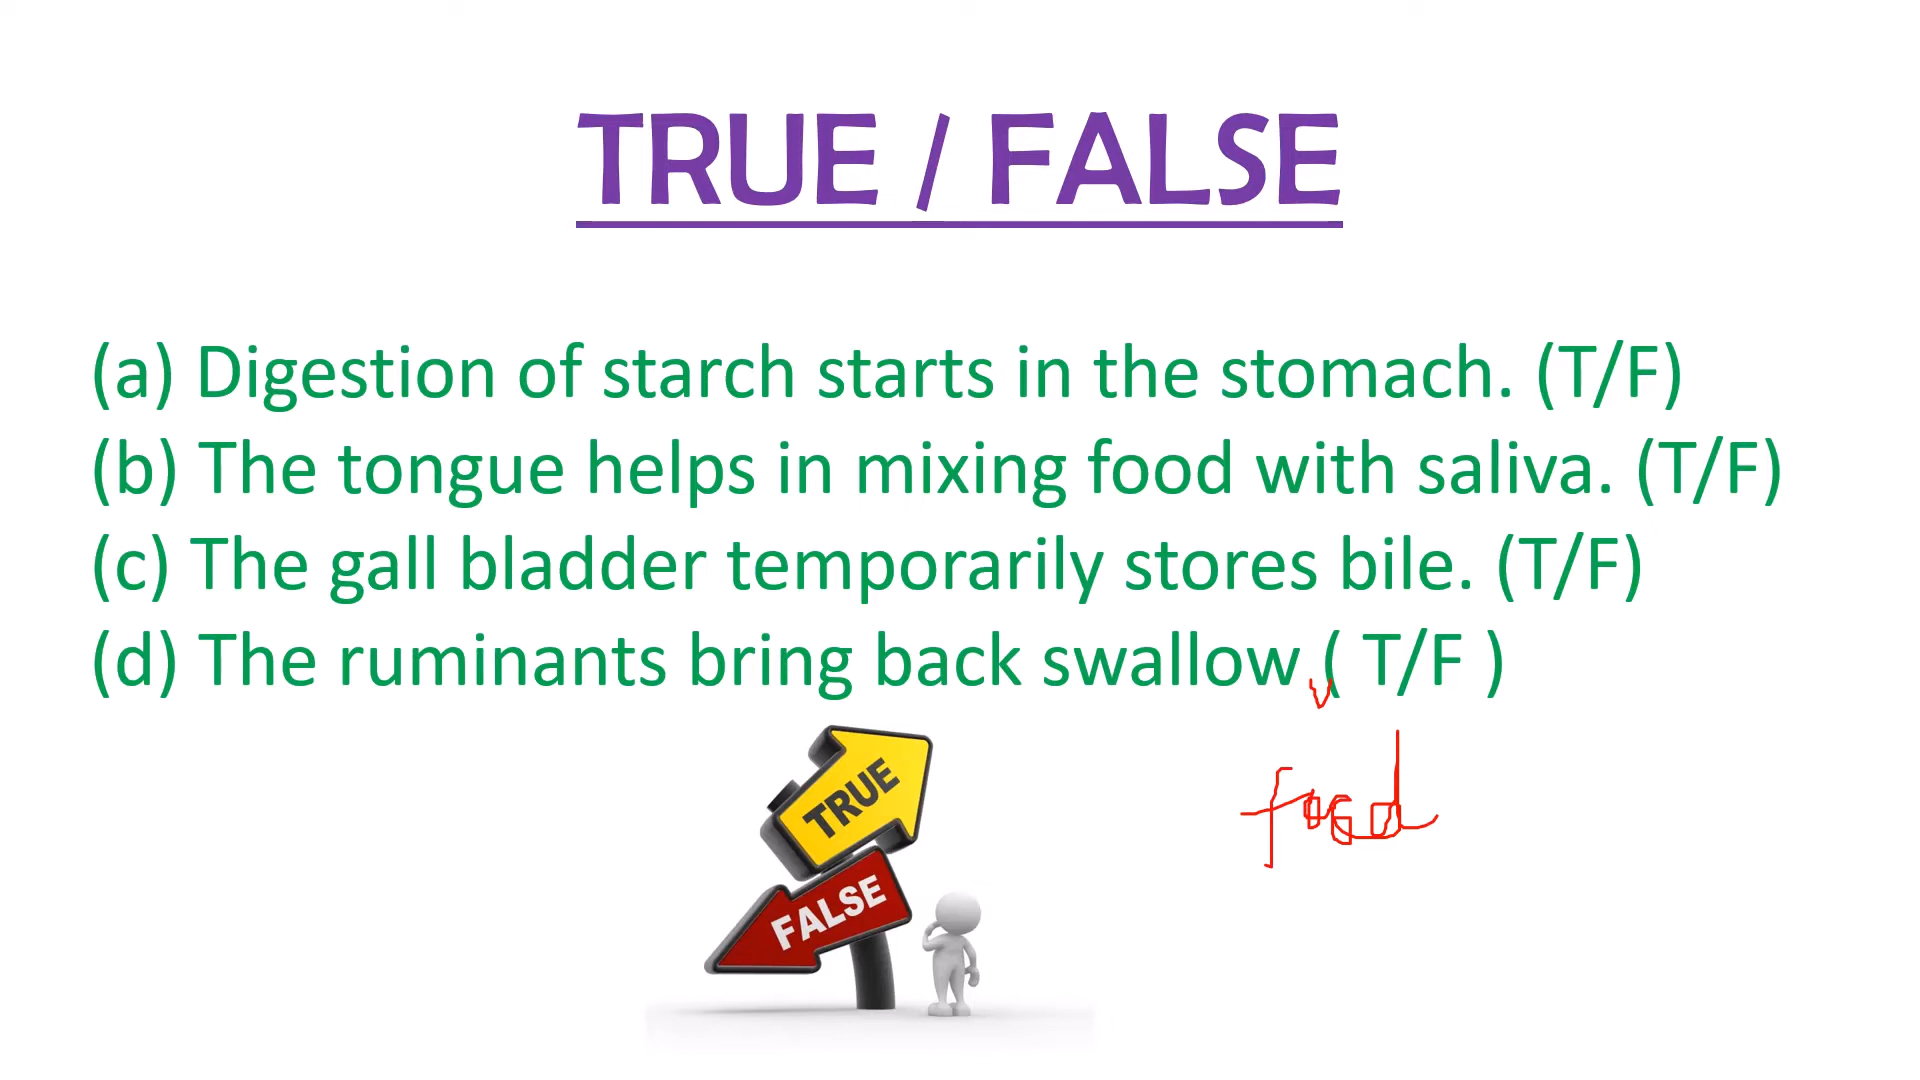 TRUE / FALSE
(a) Digestion of starch starts in the stomach. (T/F)
(b) The tongue helps in mixing food with saliva. (T/F)
(c) The gall bladder temporarily stores bile. (T/F)
(d) The ruminants bring back swallow ( T/F )
food
TRUE
FALSE